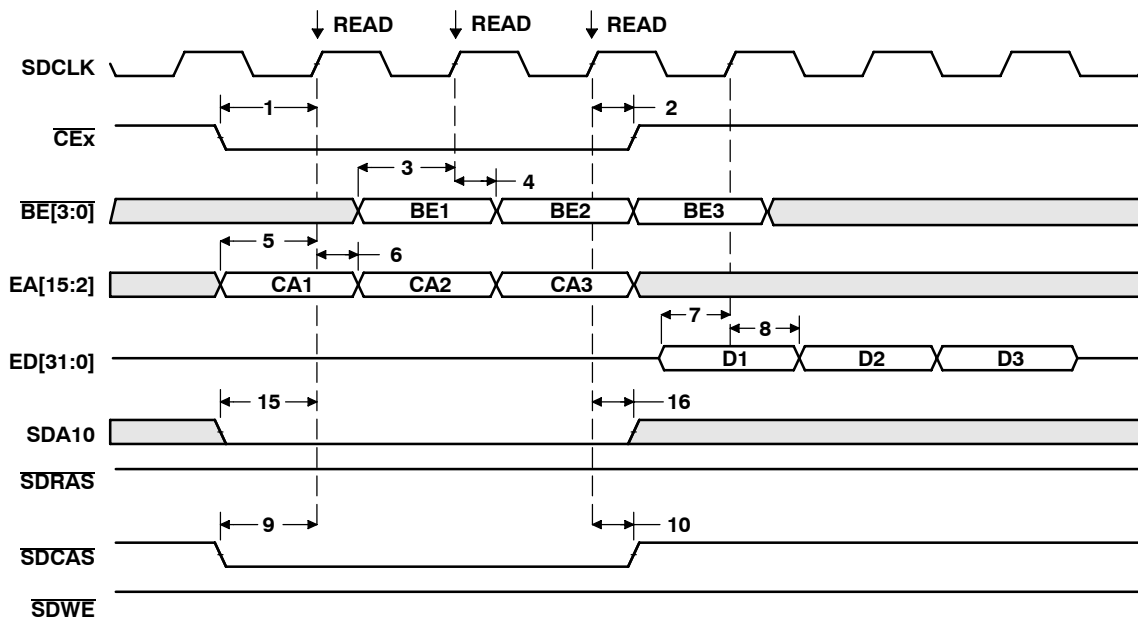 READ READ READ
SDCLK
1 2
CEx
3 4
BE[3:0] BE1 BE2 BE3
5 6
EA[15:2] CA1 CA2 CA3
7 8
ED[31:0] D1 D2 D3
15 16
SDA10
SDRAS
9 10
SDCAS
SDWE